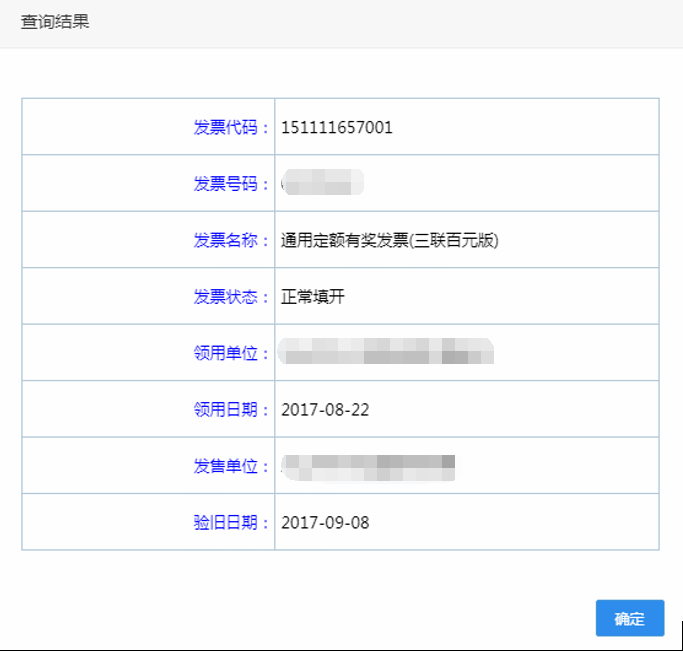 查询结果
发票代码： 151111657001
发票号码：
发票名称： 通用定额有奖发票(三联百元版)
发票状态： 正常填开
领用单位：
领用日期： 2017-08-22
发售单位：
验旧日期： 2017-09-08
确定